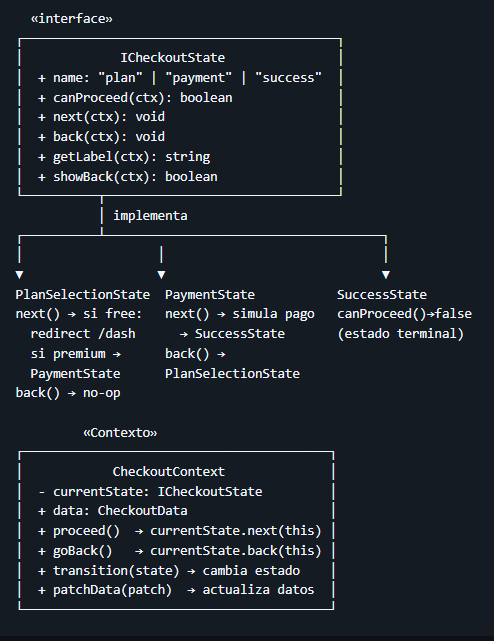 «interface»
ICheckoutState
+ name: "plan" | "payment" | "success"
+ canProceed(ctx): boolean
+ next(ctx): void
+ back(ctx): void
+ getLabel(ctx): string
+ showBack(ctx): boolean
implementa
PlanSelectionState PaymentState SuccessState
next() → si free: next() → simula pago canProceed()→false
redirect /dash → SuccessState (estado terminal)
si premium → back() →
PaymentState PlanSelectionState
back() → no-op
«Contexto»
CheckoutContext
- currentState: ICheckoutState
+ data: CheckoutData
+ proceed() → currentState.next(this)
+ goBack() → currentState.back(this)
+ transition(state) → cambia estado
+ patchData(patch) → actualiza datos